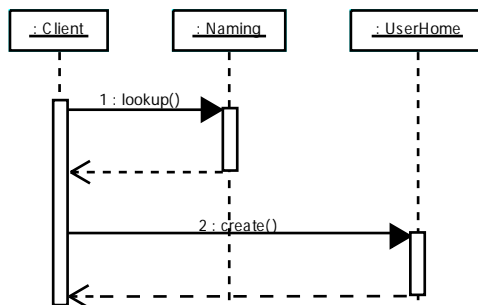 : Client
: Naming
: UserHome
1 : lookup()
2 : create()